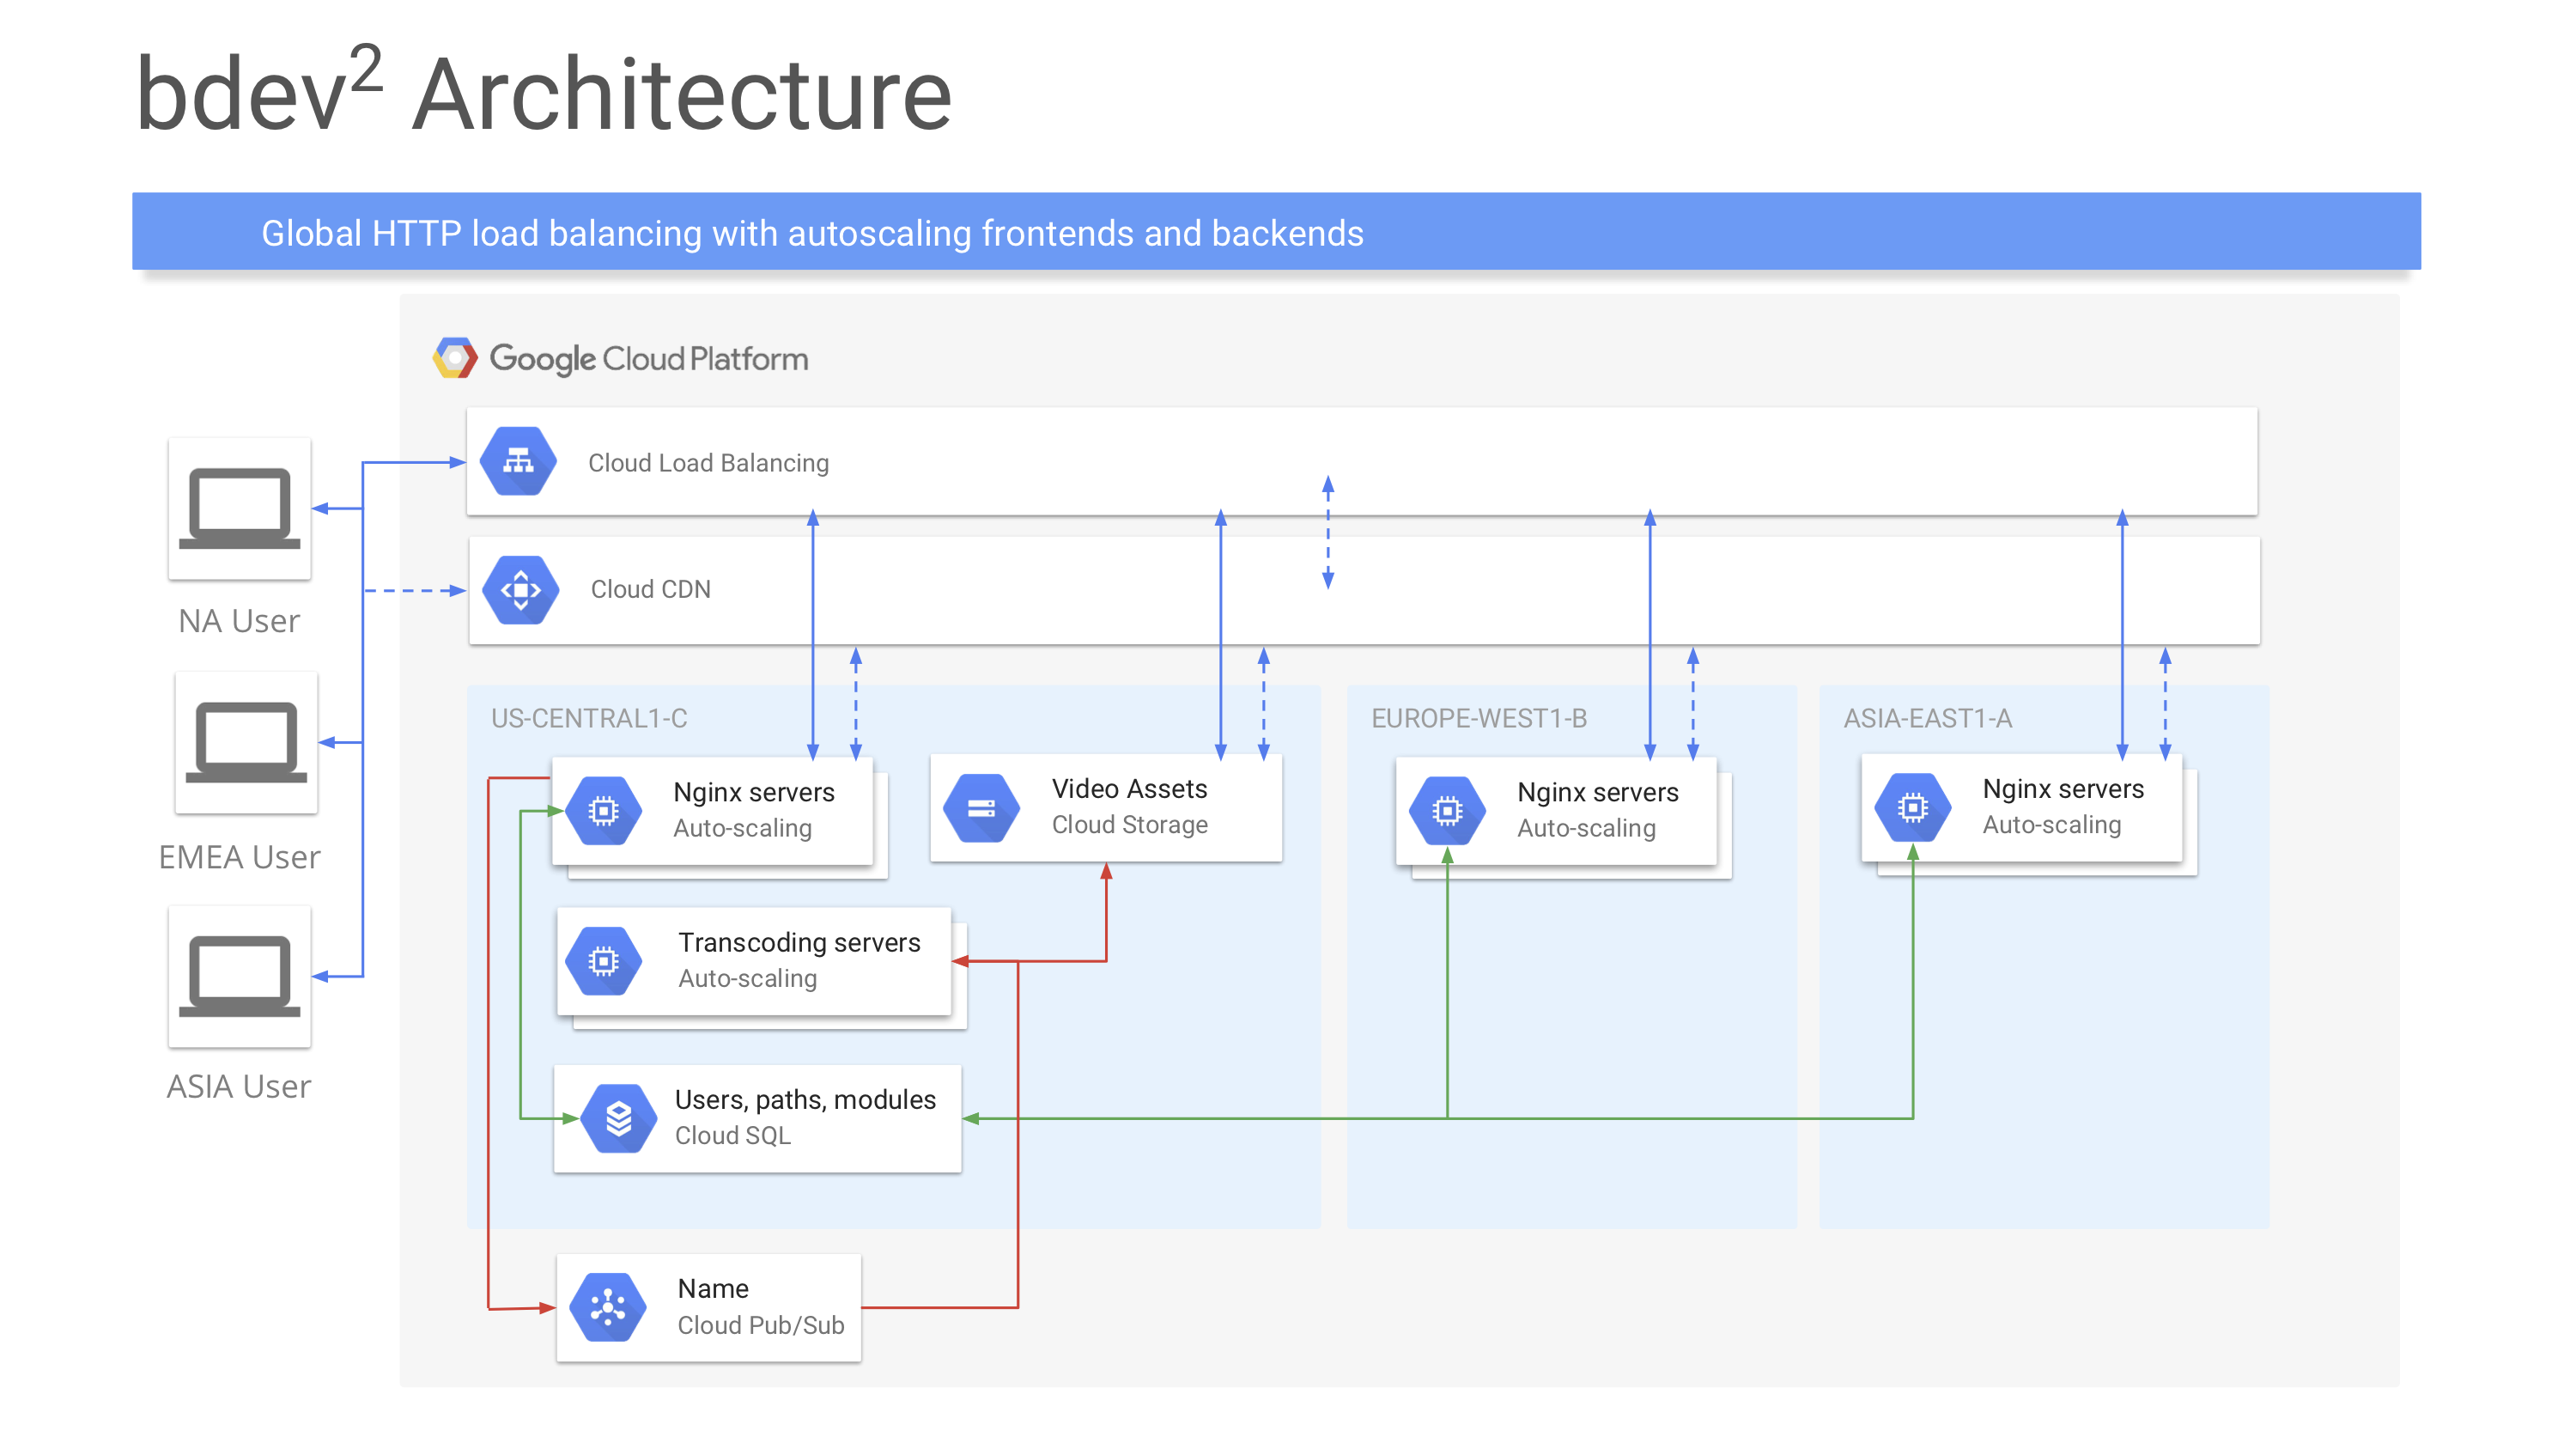 bdev² Architecture
Global HTTP load balancing with autoscaling frontends and backends
Google Cloud Platform
Cloud Load Balancing
Cloud CDN
NA User
EMEA User
ASIA User
US-CENTRAL1-C
Nginx servers
Auto-scaling
Video Assets
Cloud Storage
Transcoding servers
Auto-scaling
Users, paths, modules
Cloud SQL
EUROPE-WEST1-B
Nginx servers
Auto-scaling
ASIA-EAST1-A
Nginx servers
Auto-scaling
Name
Cloud Pub/Sub